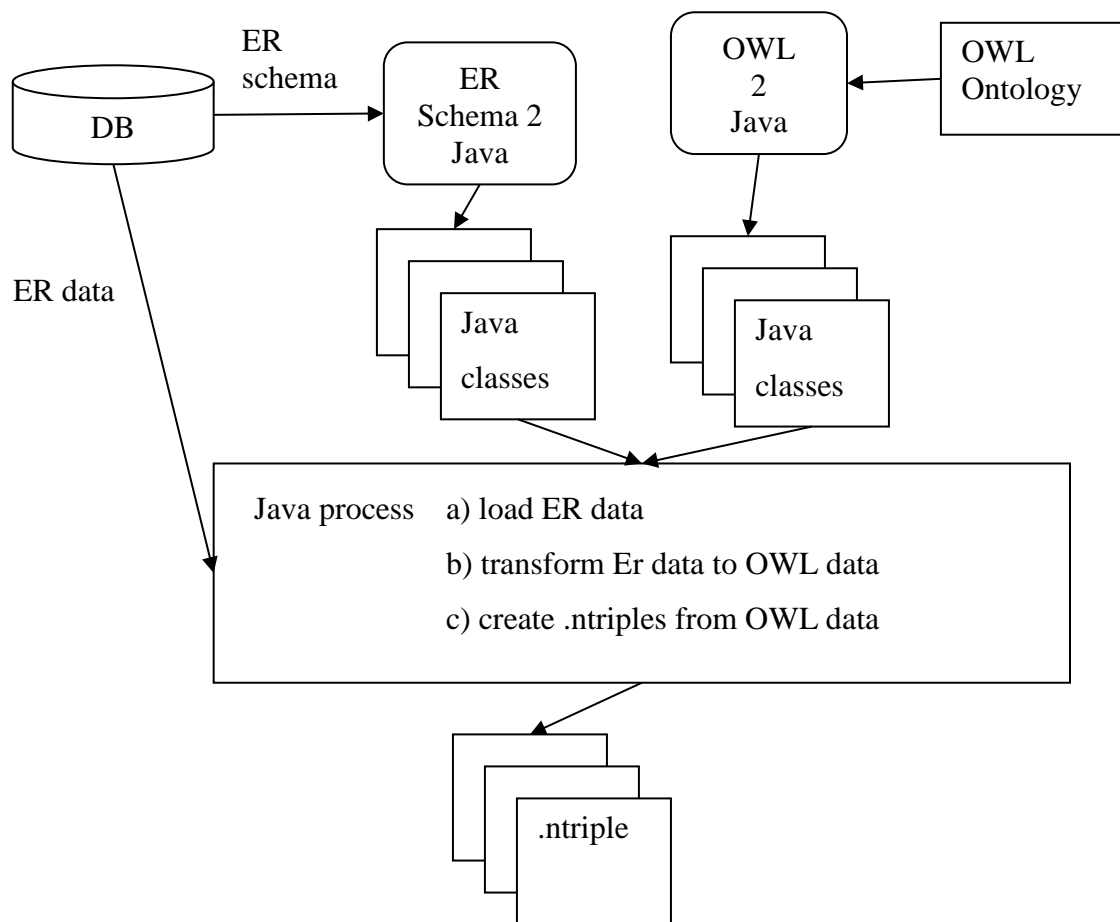 ER
schema
DB
ER
Schema 2
Java
OWL
2
Java
OWL
Ontology
ER data
Java
classes
Java
classes
Java process a) load ER data
b) transform Er data to OWL data
c) create .ntriples from OWL data
.ntriple